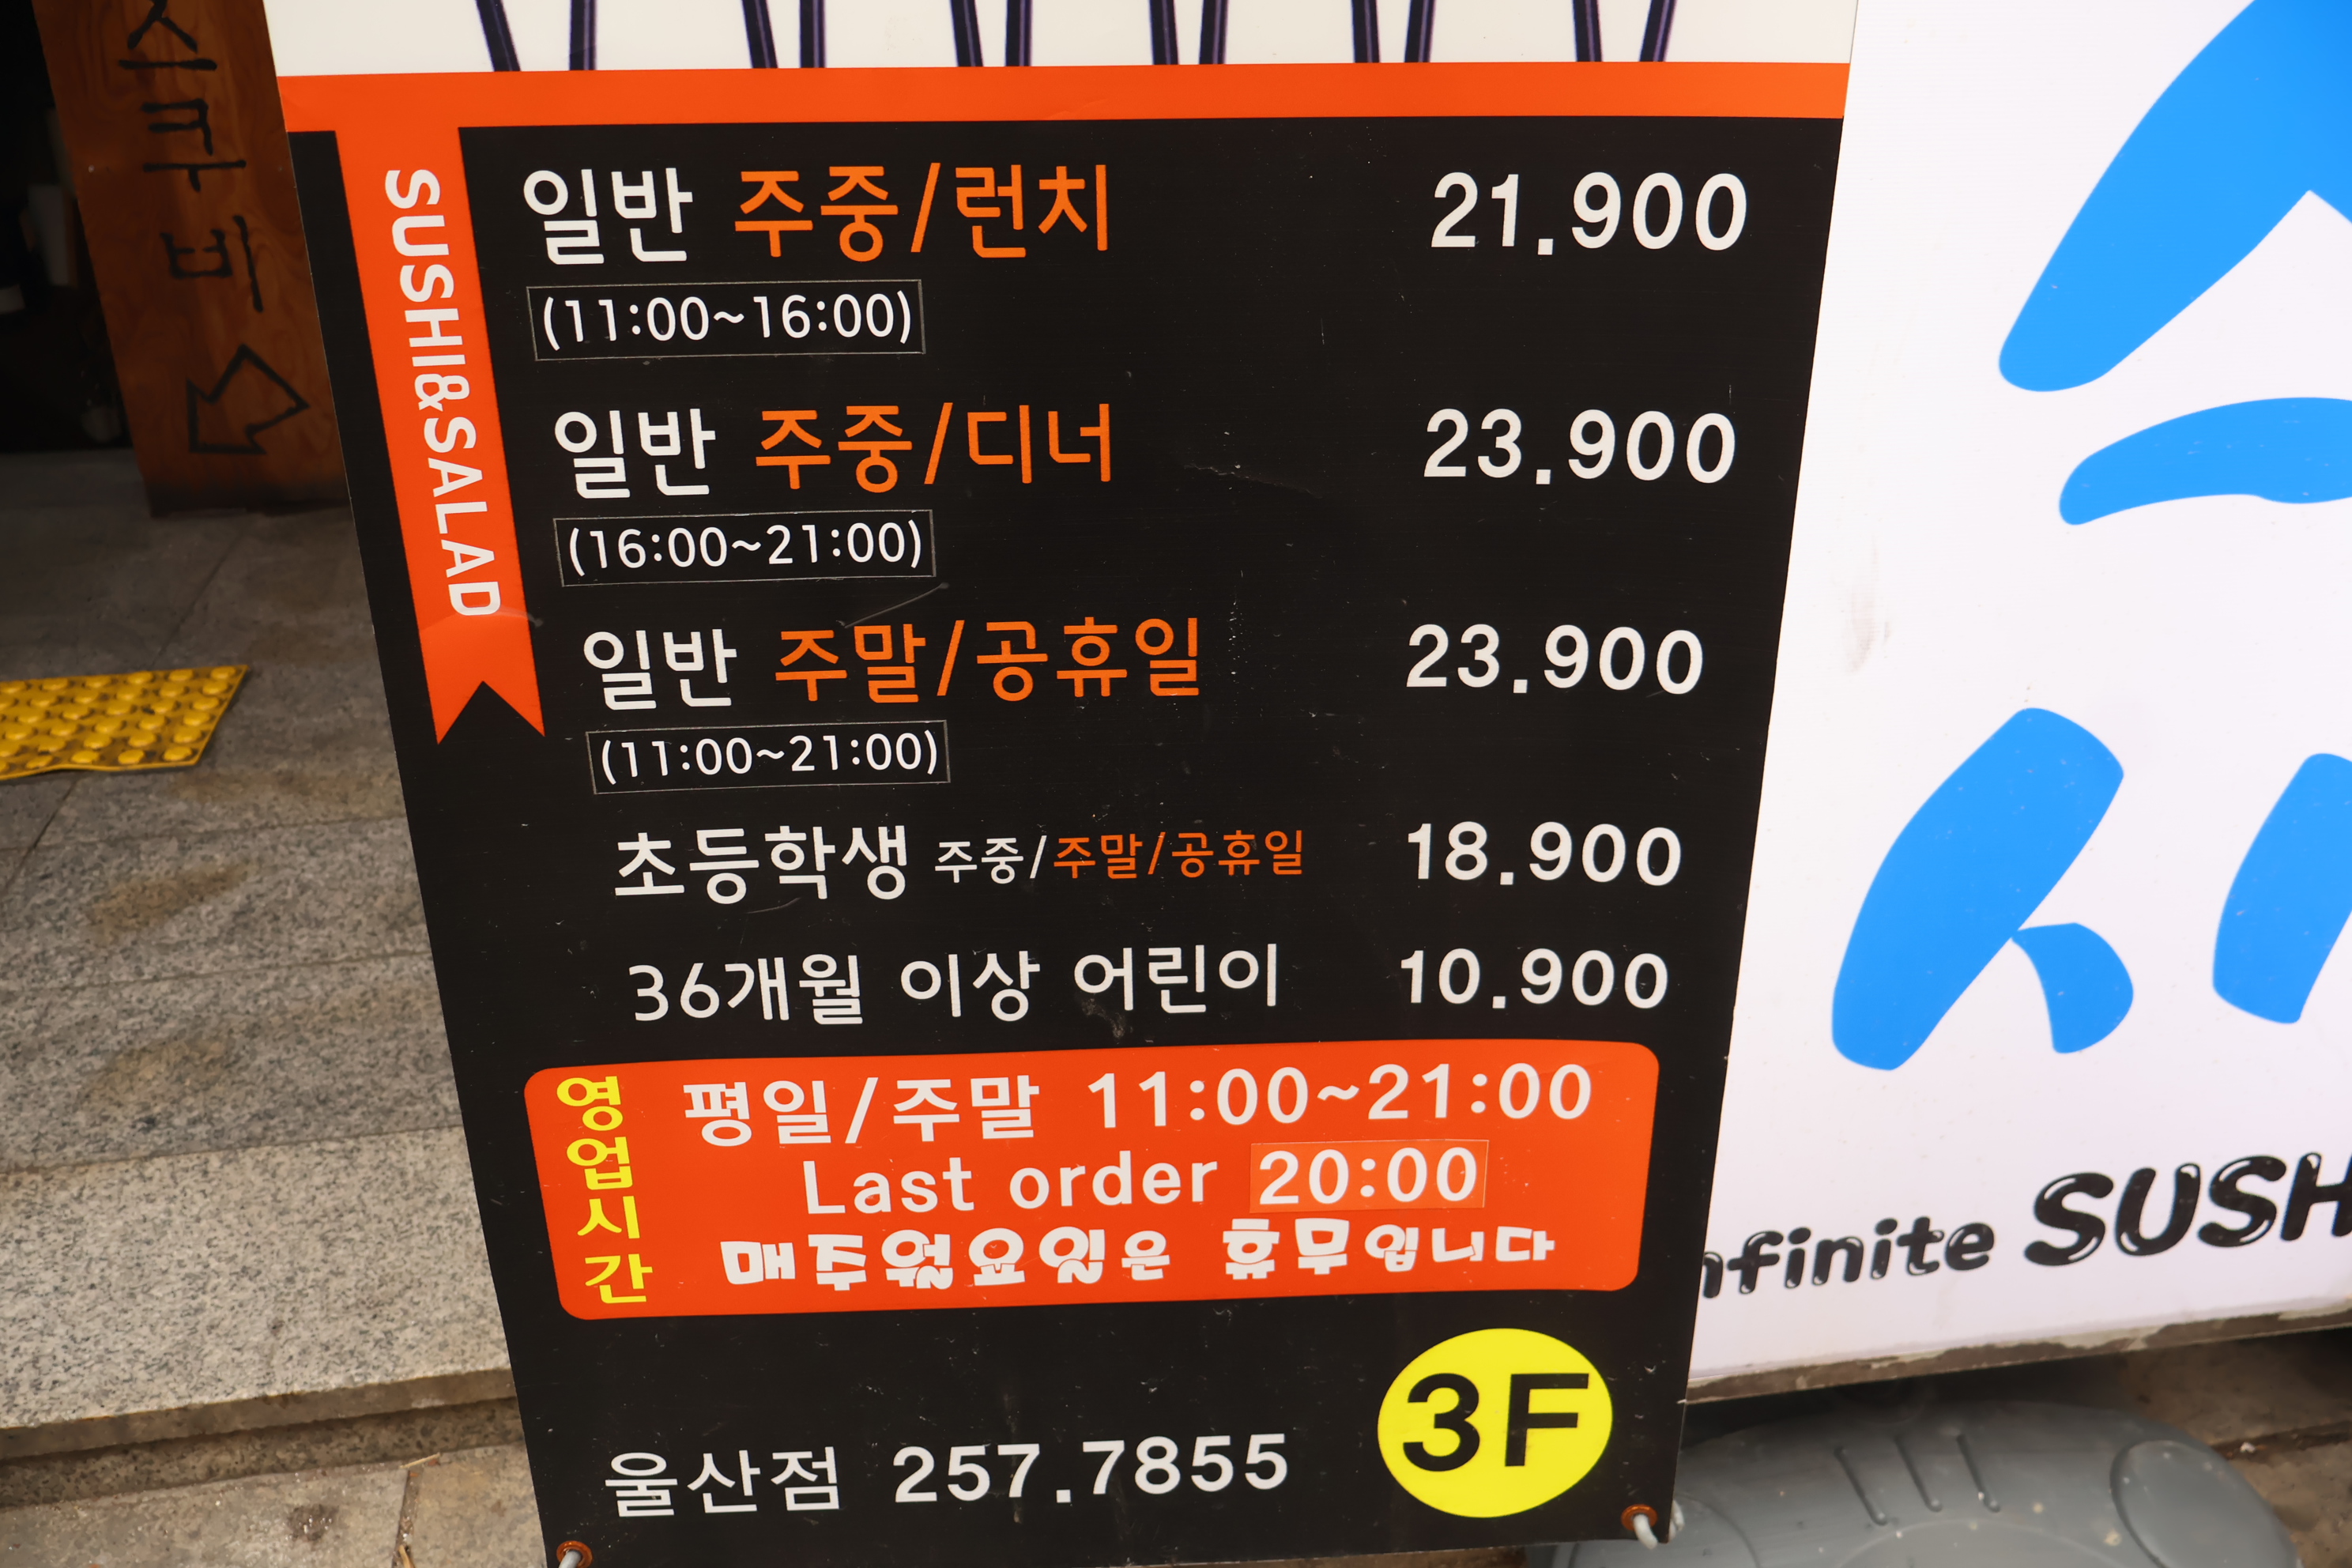 스쿠버
SUSHI&SALAD
일반 주중/런치 21.900
(11:00~16:00)
일반 주중/디너 23.900
(16:00~21:00)
일반 주말/공휴일 23.900
(11:00~21:00)
초등학생 주중/주말/공휴일 18.900
36개월 이상 어린이 10.900
영업시간
평일/주말 11:00~21:00
Last order 20:00
매주월요일은 휴무입니다
울산점 257.7855
3F
nfinite SUSH